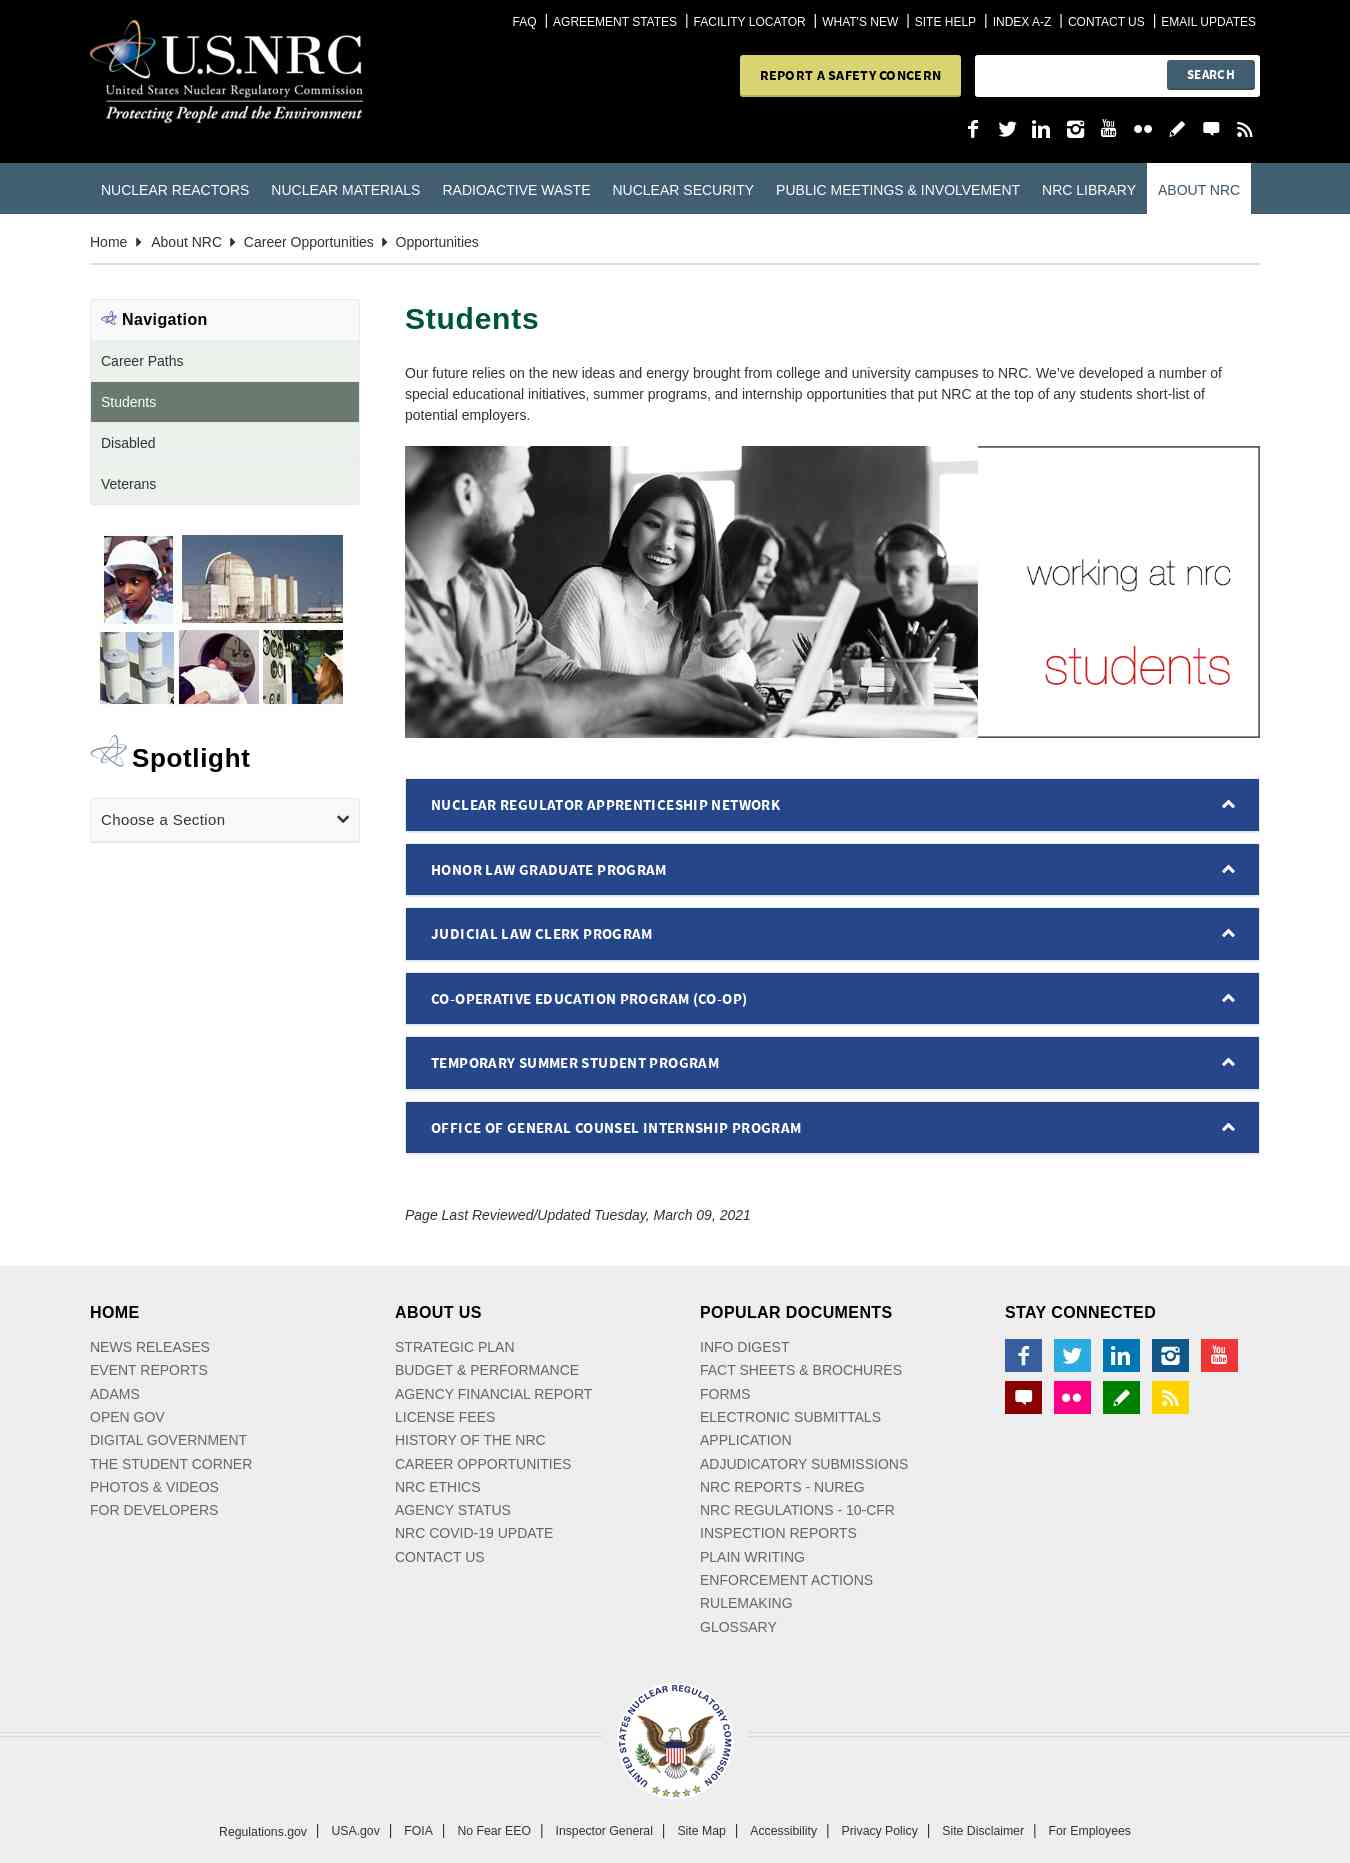 FAQ | AGREEMENT STATES | FACILITY LOCATOR | WHAT'S NEW | SITE HELP | INDEX A-Z | CONTACT US | EMAIL UPDATES
U.S.NRC
United States Nuclear Regulatory Commission
Protecting People and the Environment
REPORT A SAFETY CONCERN
SEARCH
You Tube
NUCLEAR REACTORS NUCLEAR MATERIALS RADIOACTIVE WASTE NUCLEAR SECURITY PUBLIC MEETINGS & INVOLVEMENT NRC LIBRARY ABOUT NRC
Home About NRC Career Opportunities Opportunities
Navigation
Career Paths
Students
Disabled
Veterans
Spotlight
Choose a Section
Students
Our future relies on the new ideas and energy brought from college and university campuses to NRC. We've developed a number of
special educational initiatives, summer programs, and internship opportunities that put NRC at the top of any students short-list of
potential employers.
working at nrc
students
NUCLEAR REGULATOR APPRENTICESHIP NETWORK
HONOR LAW GRADUATE PROGRAM
JUDICIAL LAW CLERK PROGRAM
CO-OPERATIVE EDUCATION PROGRAM (CO-OP)
TEMPORARY SUMMER STUDENT PROGRAM
OFFICE OF GENERAL COUNSEL INTERNSHIP PROGRAM
Page Last Reviewed/Updated Tuesday, March 09, 2021
HOME
NEWS RELEASES
EVENT REPORTS
ADAMS
OPEN GOV
DIGITAL GOVERNMENT
THE STUDENT CORNER
PHOTOS & VIDEOS
FOR DEVELOPERS
ABOUT US
STRATEGIC PLAN
BUDGET & PERFORMANCE
AGENCY FINANCIAL REPORT
LICENSE FEES
HISTORY OF THE NRC
CAREER OPPORTUNITIES
NRC ETHICS
AGENCY STATUS
NRC COVID-19 UPDATE
CONTACT US
POPULAR DOCUMENTS
INFO DIGEST
FACT SHEETS & BROCHURES
FORMS
ELECTRONIC SUBMITTALS
APPLICATION
ADJUDICATORY SUBMISSIONS
NRC REPORTS - NUREG
NRC REGULATIONS - 10-CFR
INSPECTION REPORTS
PLAIN WRITING
ENFORCEMENT ACTIONS
RULEMAKING
GLOSSARY
STAY CONNECTED
You Tube
UNITED STATES NUCLEAR REGULATORY COMMISSION
Regulations.gov | USA.gov | FOIA | No Fear EEO | Inspector General | Site Map | Accessibility | Privacy Policy | Site Disclaimer | For Employees